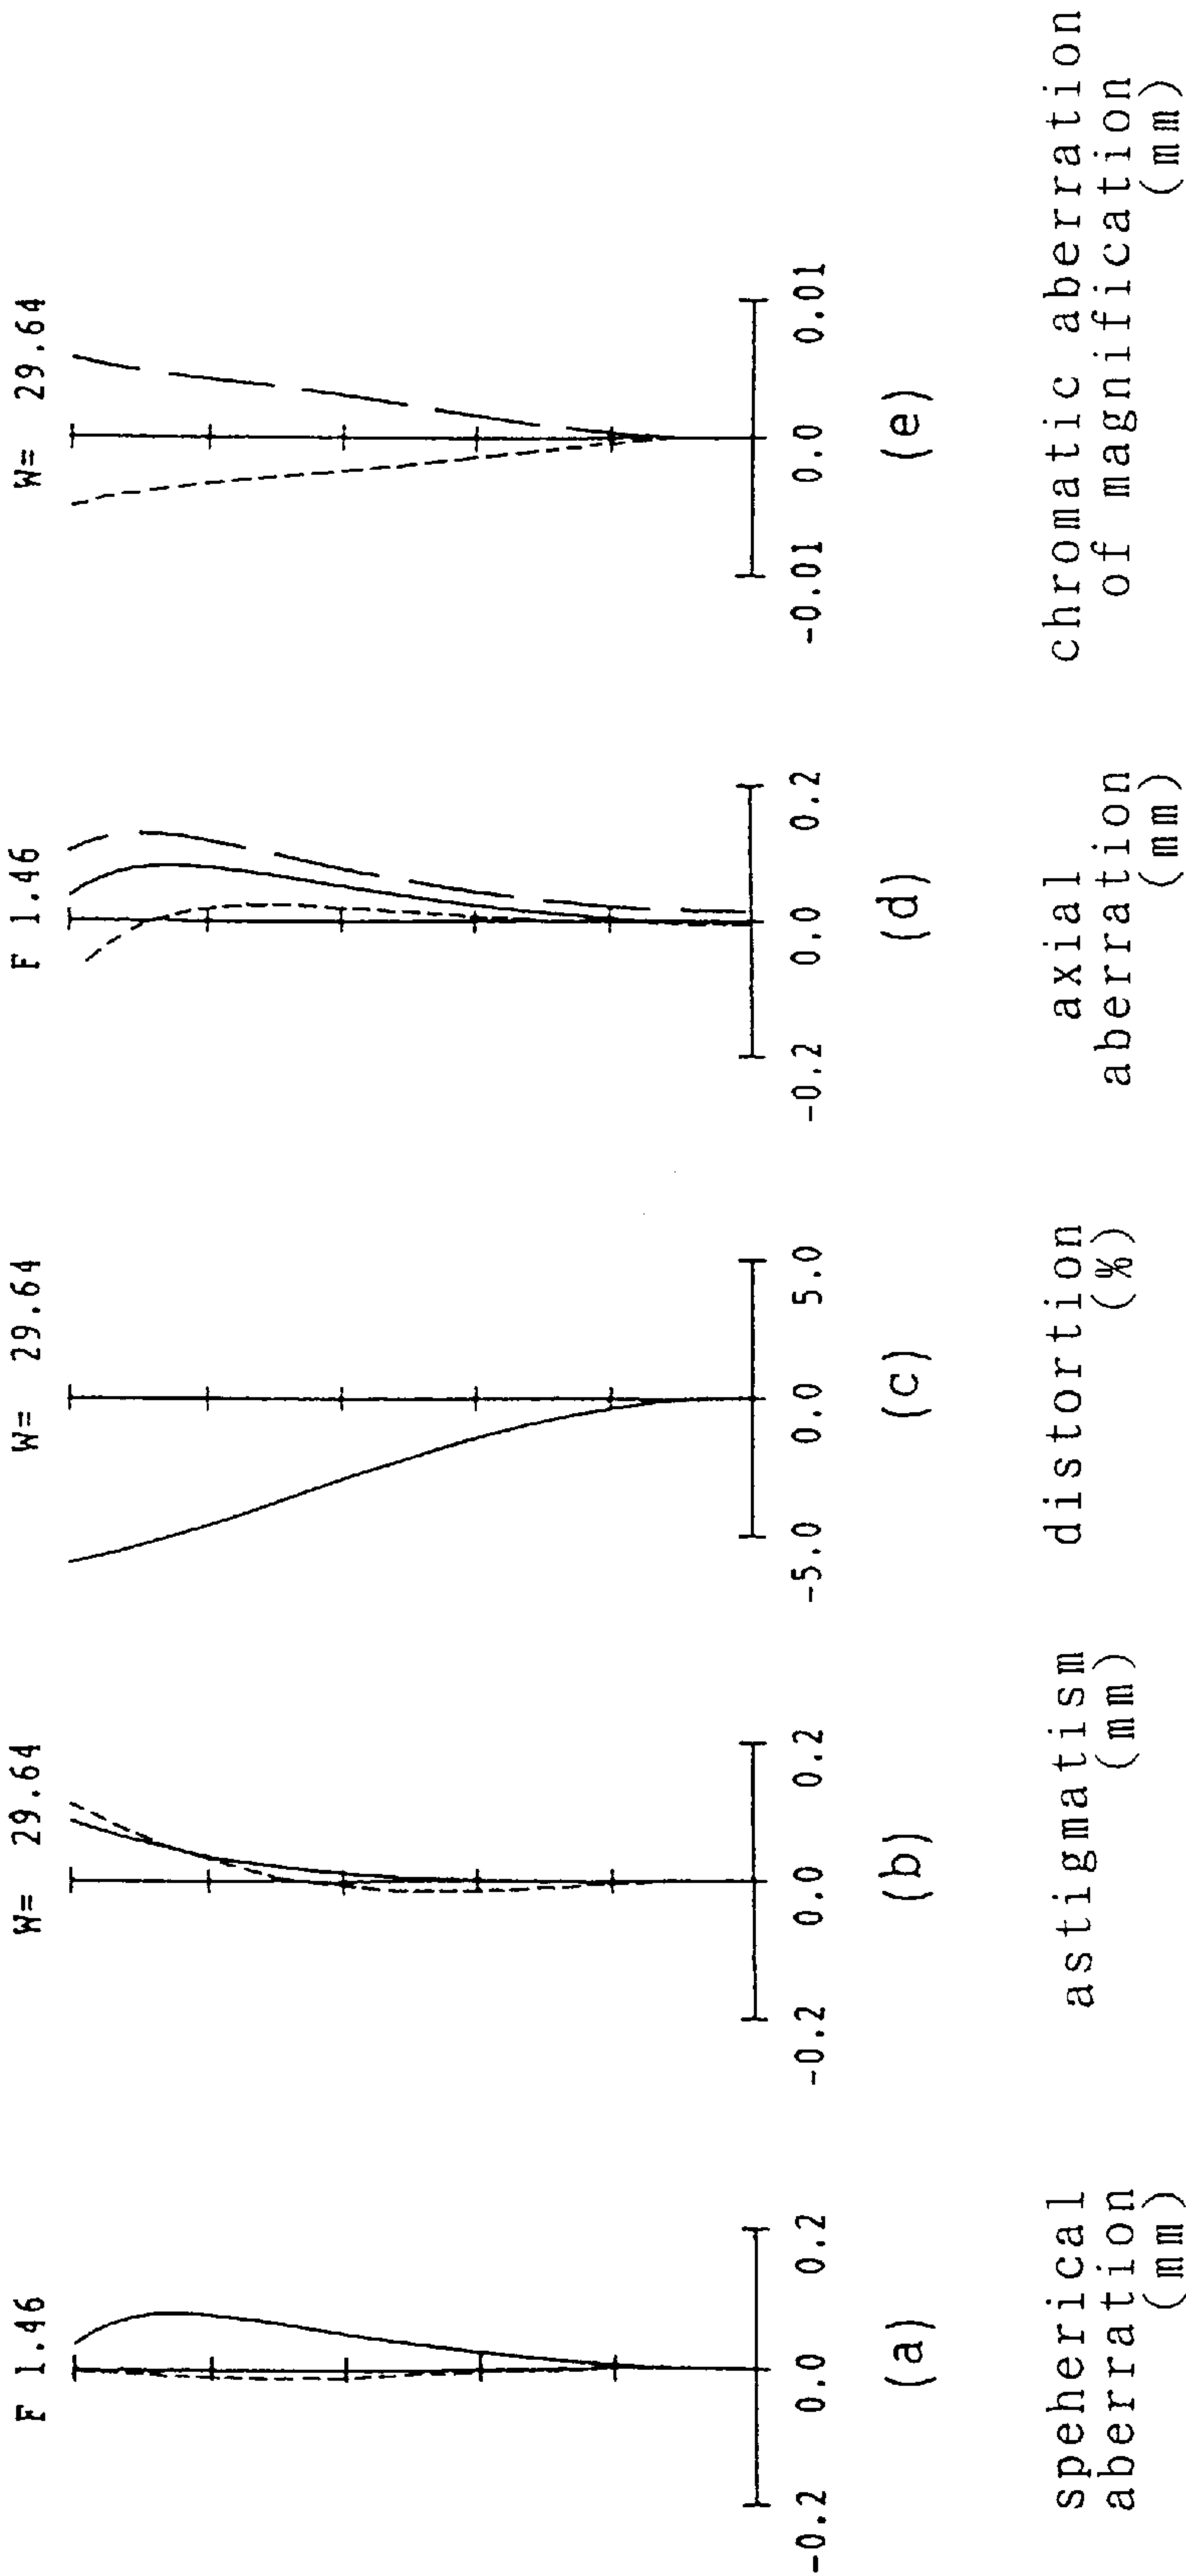 F 1.46
-0.2 0.0 0.2
(a)
speherical
aberration
(mm)
W= 29.64
-0.2 0.0 0.2
(b)
astigmatism
(mm)
W= 29.64
-5.0 0.0 5.0
(c)
distortion
(%)
F 1.46
-0.2 0.0 0.2
(d)
axial
aberration
(mm)
W= 29.64
-0.01 0.0 0.01
(e)
chromatic aberration
of magnification
(mm)